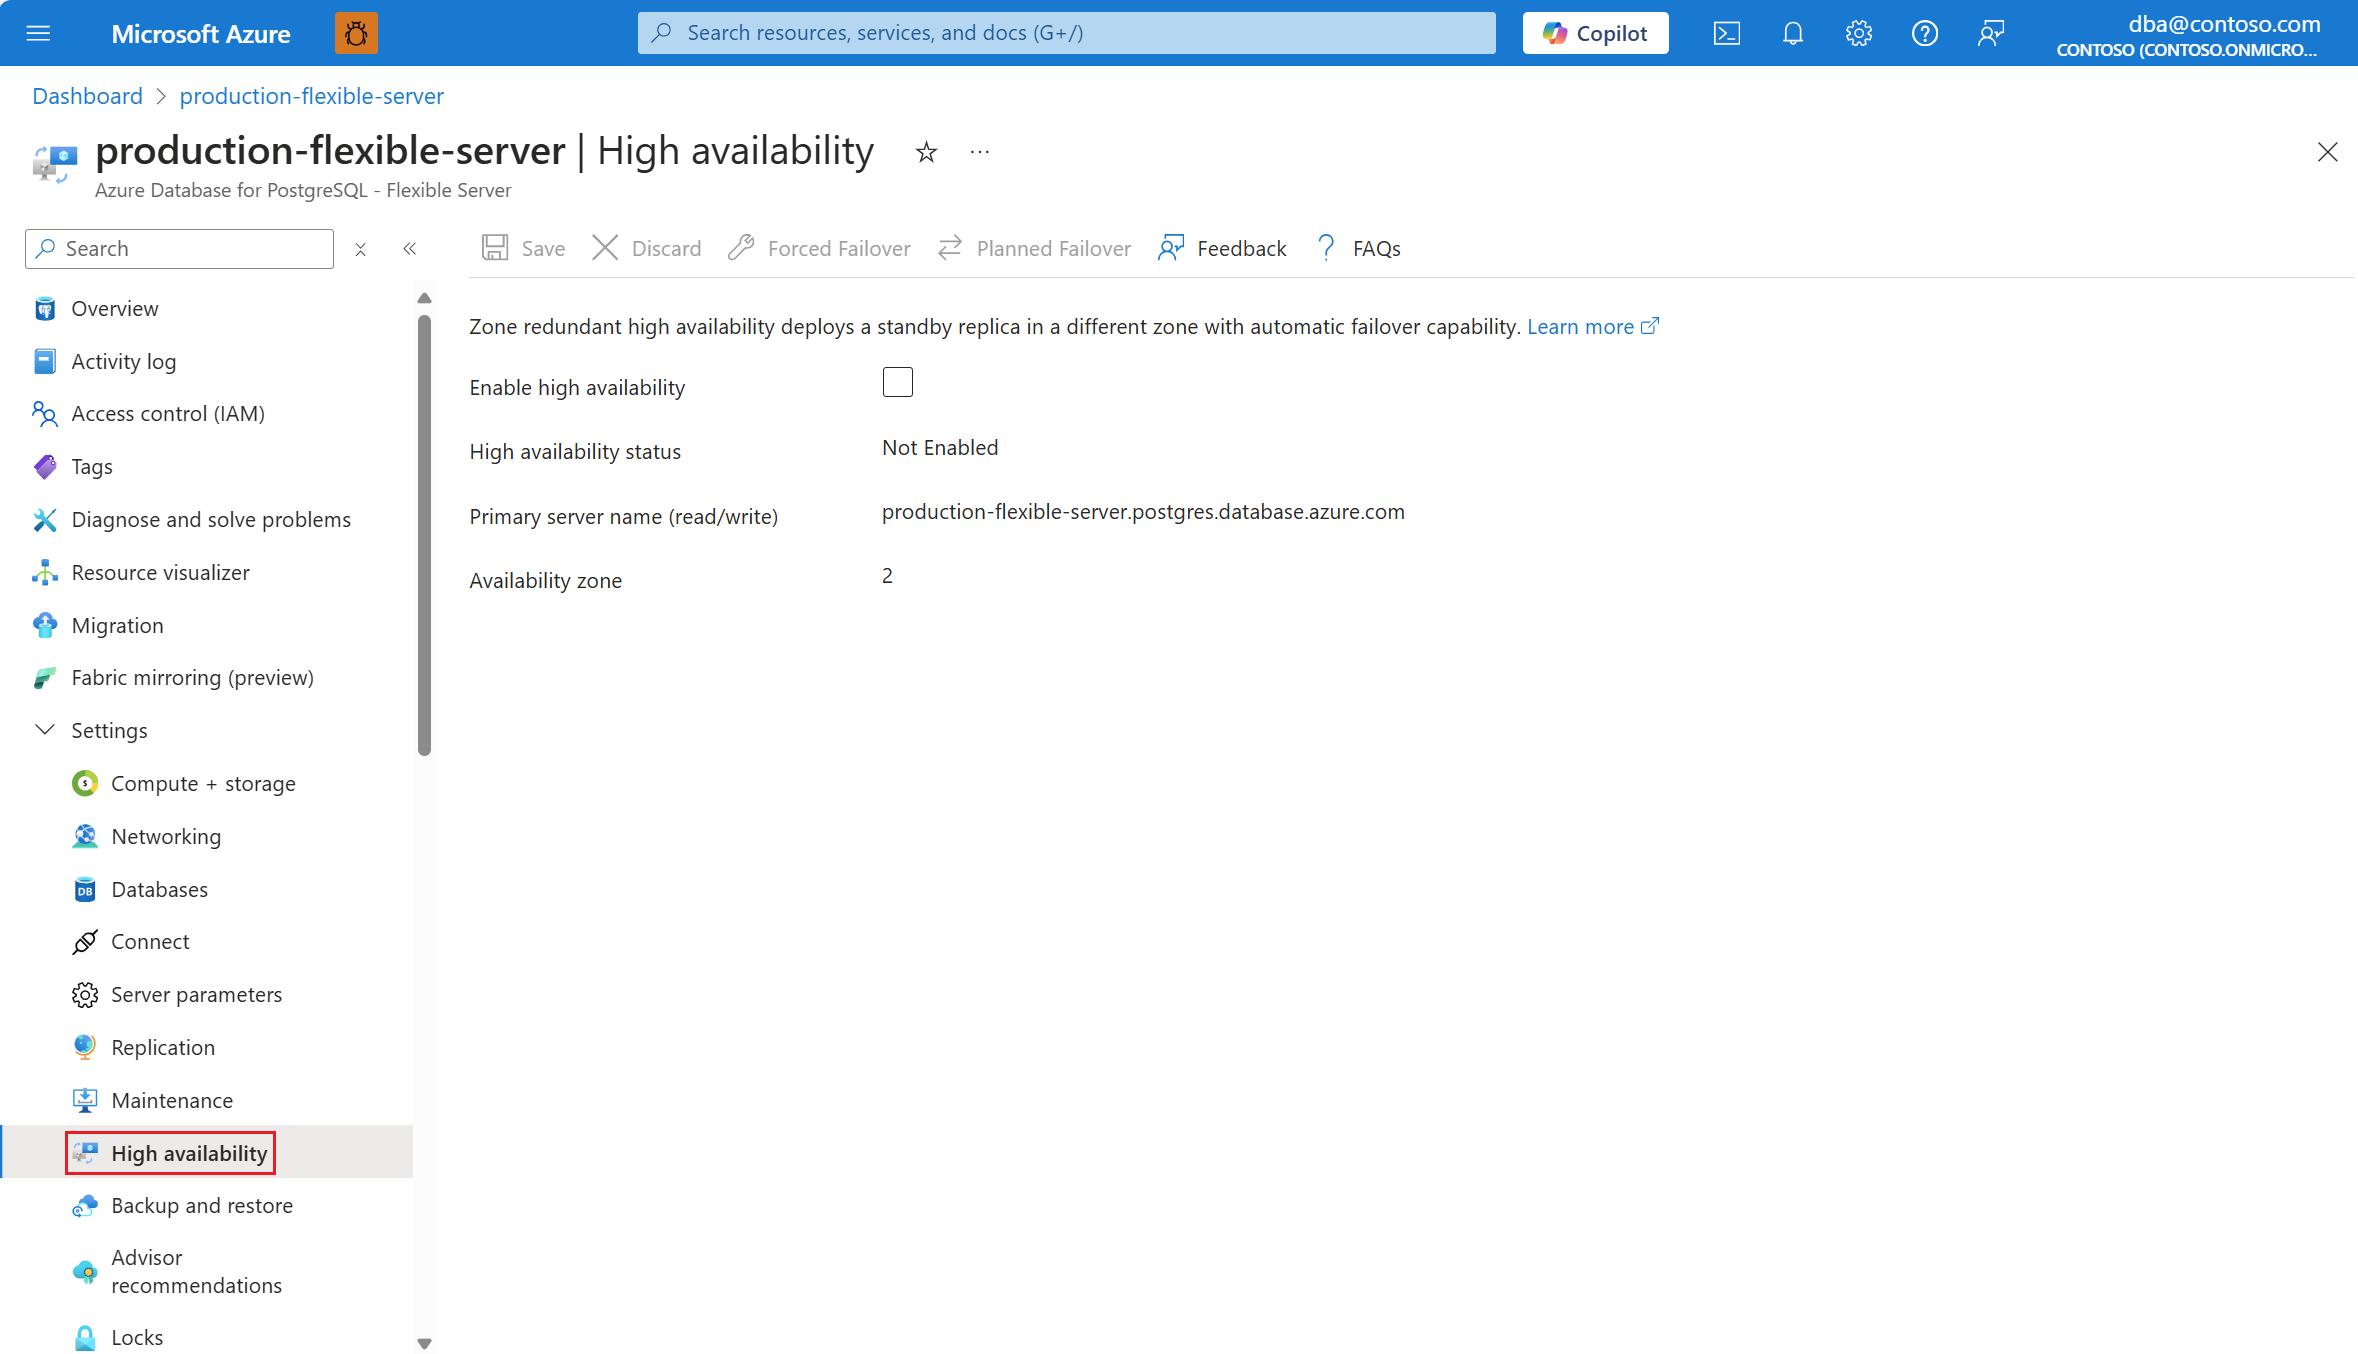 Microsoft Azure
Search resources, services, and docs (G+/)
Copilot
dba@contoso.com
CONTOSO (CONTOSO.ONMICRO...
Dashboard > production-flexible-server
production-flexible-server | High availability
Azure Database for PostgreSQL - Flexible Server
Search
Save
Discard
Forced Failover
Planned Failover
Feedback
FAQs
Overview
Activity log
Access control (IAM)
Tags
Diagnose and solve problems
Resource visualizer
Migration
Fabric mirroring (preview)
Settings
Compute + storage
Networking
Databases
Connect
Server parameters
Replication
Maintenance
High availability
Backup and restore
Advisor
recommendations
Locks
Zone redundant high availability deploys a standby replica in a different zone with automatic failover capability. Learn more
Enable high availability
High availability status Not Enabled
Primary server name (read/write) production-flexible-server.postgres.database.azure.com
Availability zone 2